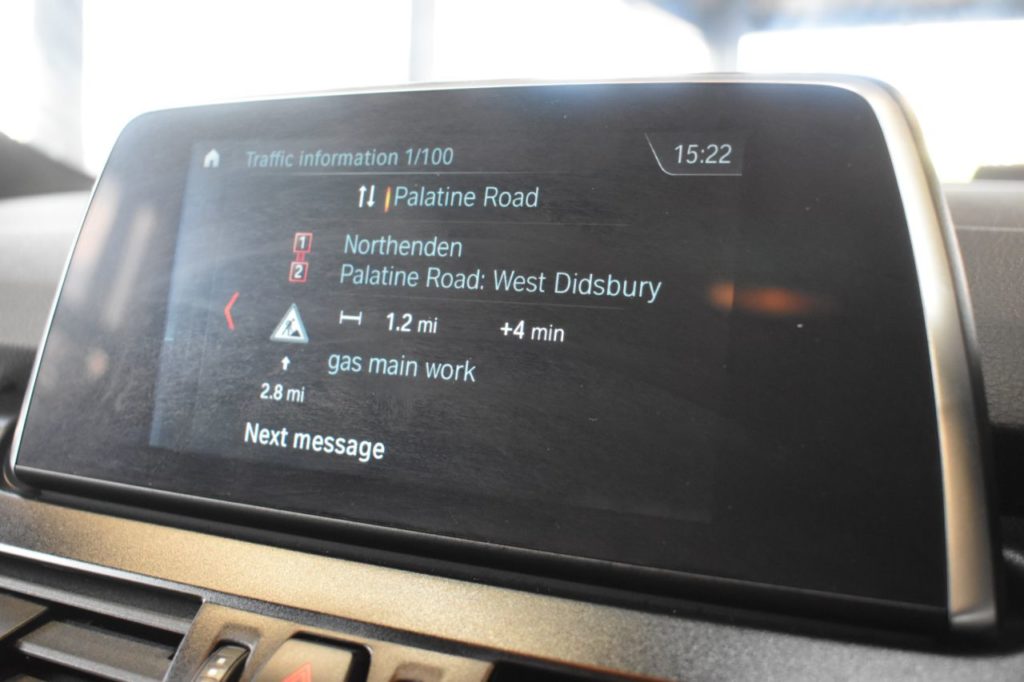 Traffic information 1/100
15:22
Palatine Road
1 Northenden
2 Palatine Road: West Didsbury
1.2 mi +4 min
gas main work
2.8 mi
Next message